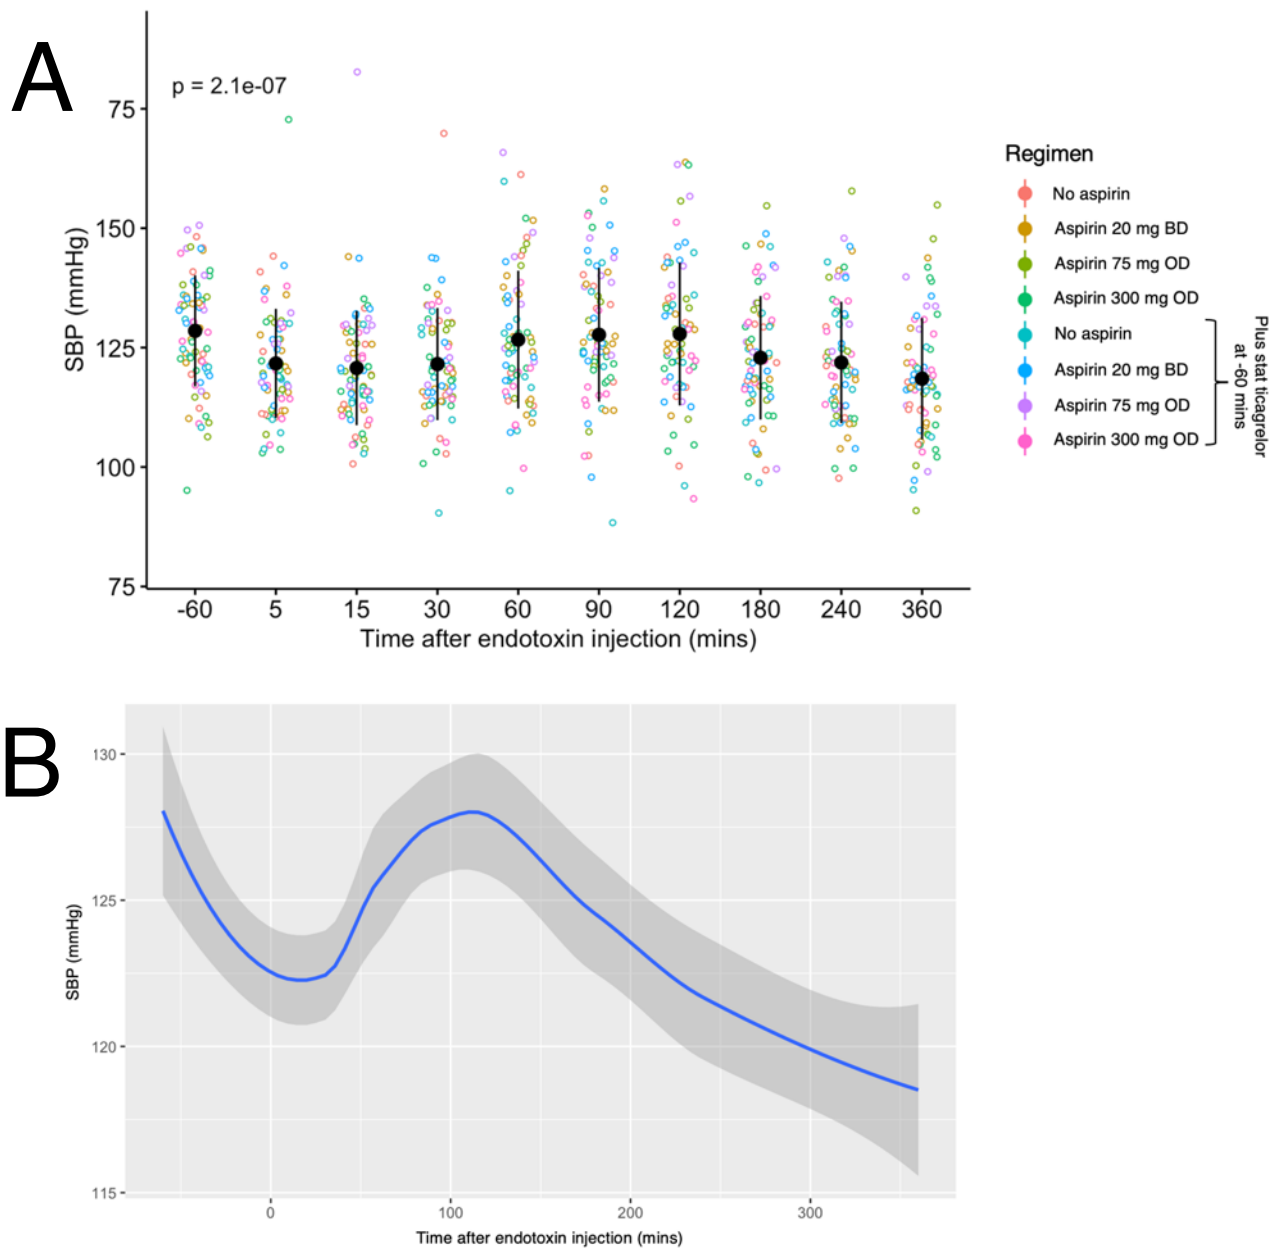 A
p = 2.1e-07
75
150
125
100
75
SBP (mmHg)
-60 5 15 30 60 90 120 180 240 360
Time after endotoxin injection (mins)
Regimen
No aspirin
Aspirin 20 mg BD
Aspirin 75 mg OD
Aspirin 300 mg OD
No aspirin
Aspirin 20 mg BD
Aspirin 75 mg OD
Aspirin 300 mg OD
Plus stat ticagrelor
at -60 mins
B
130
125
120
115
SBP (mmHg)
0 100 200 300
Time after endotoxin injection (mins)